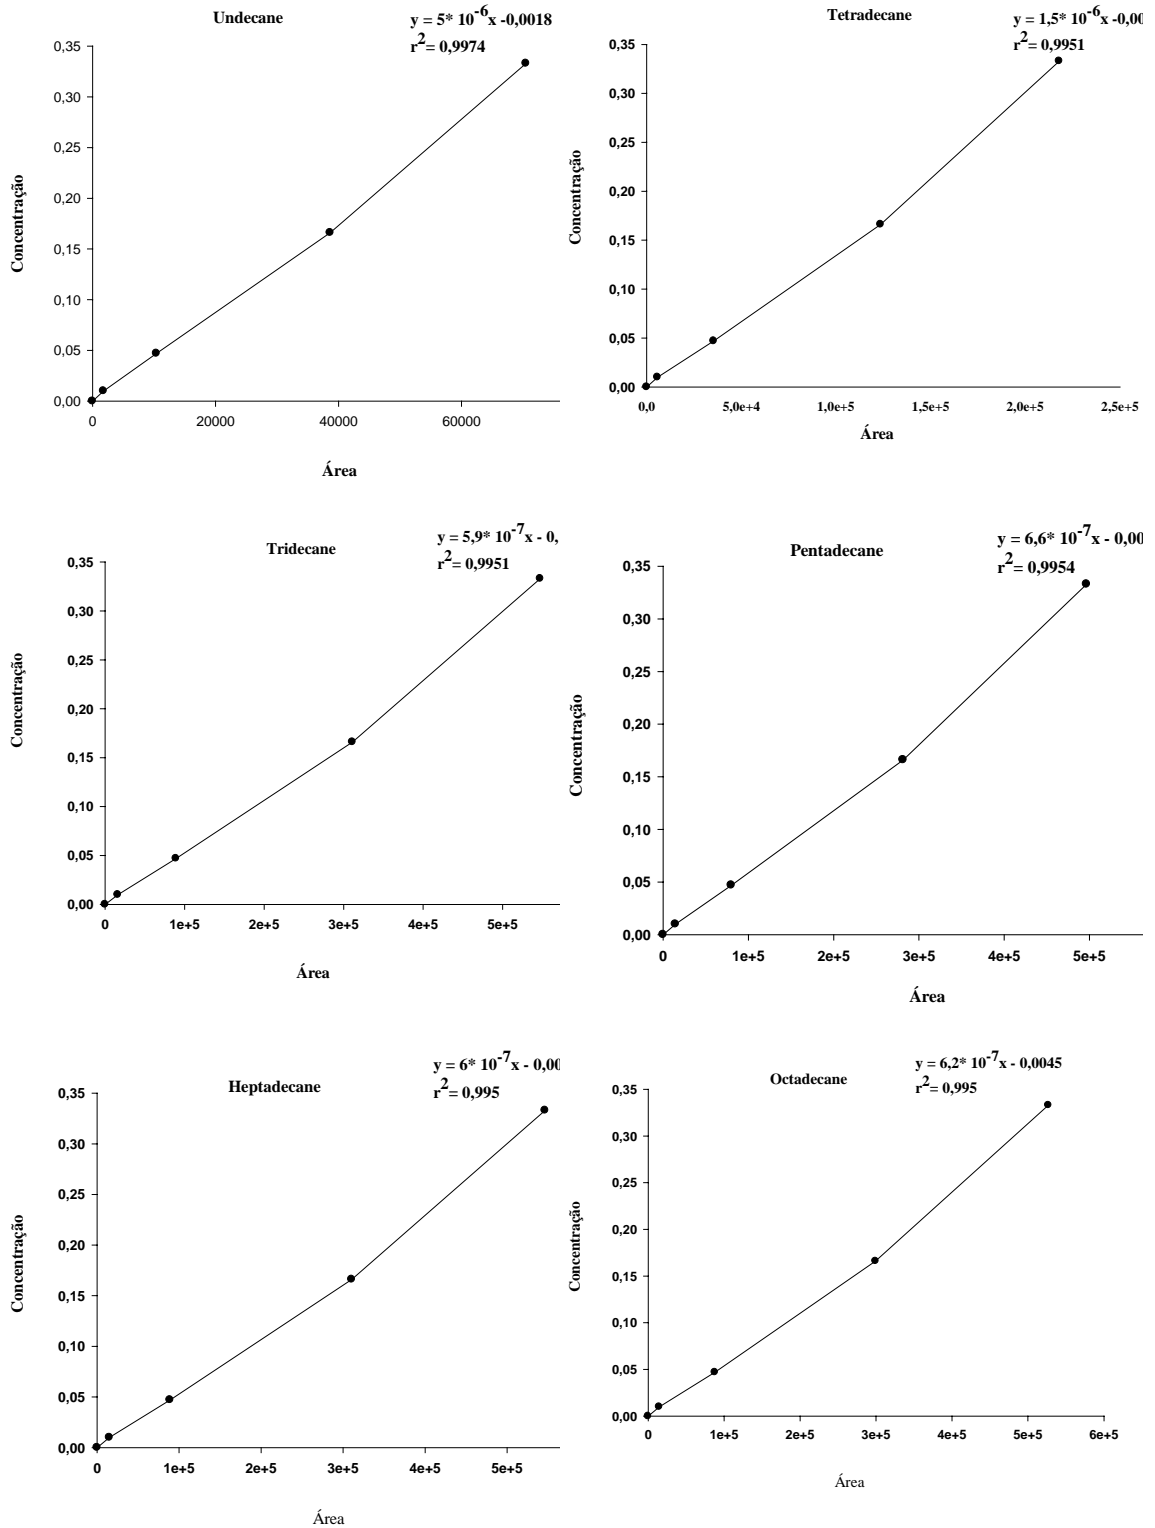 Undecane
y = 5* 10-6x -0,0018
r2= 0,9974
0,35
0,30
0,25
0,20
0,15
0,10
0,05
0,00
Concentração
0 20000 40000 60000
Área
Tetradecane
y = 1,5* 10-6x -0,00
r2= 0,9951
0,35
0,30
0,25
0,20
0,15
0,10
0,05
0,00
Concentração
0,0 5,0e+4 1,0e+5 1,5e+5 2,0e+5 2,5e+5
Área
Tridecane
y = 5,9* 10-7x - 0,
r2= 0,9951
0,35
0,30
0,25
0,20
0,15
0,10
0,05
0,00
Concentração
0 1e+5 2e+5 3e+5 4e+5 5e+5
Área
Pentadecane
y = 6,6* 10-7x - 0,00
r2= 0,9954
0,35
0,30
0,25
0,20
0,15
0,10
0,05
0,00
Concentração
0 1e+5 2e+5 3e+5 4e+5 5e+5
Área
Heptadecane
y = 6* 10-7x - 0,00
r2= 0,995
0,35
0,30
0,25
0,20
0,15
0,10
0,05
0,00
Concentração
0 1e+5 2e+5 3e+5 4e+5 5e+5
Área
Octadecane
y = 6,2* 10-7x - 0,0045
r2= 0,995
0,35
0,30
0,25
0,20
0,15
0,10
0,05
0,00
Concentração
0 1e+5 2e+5 3e+5 4e+5 5e+5 6e+5
Área